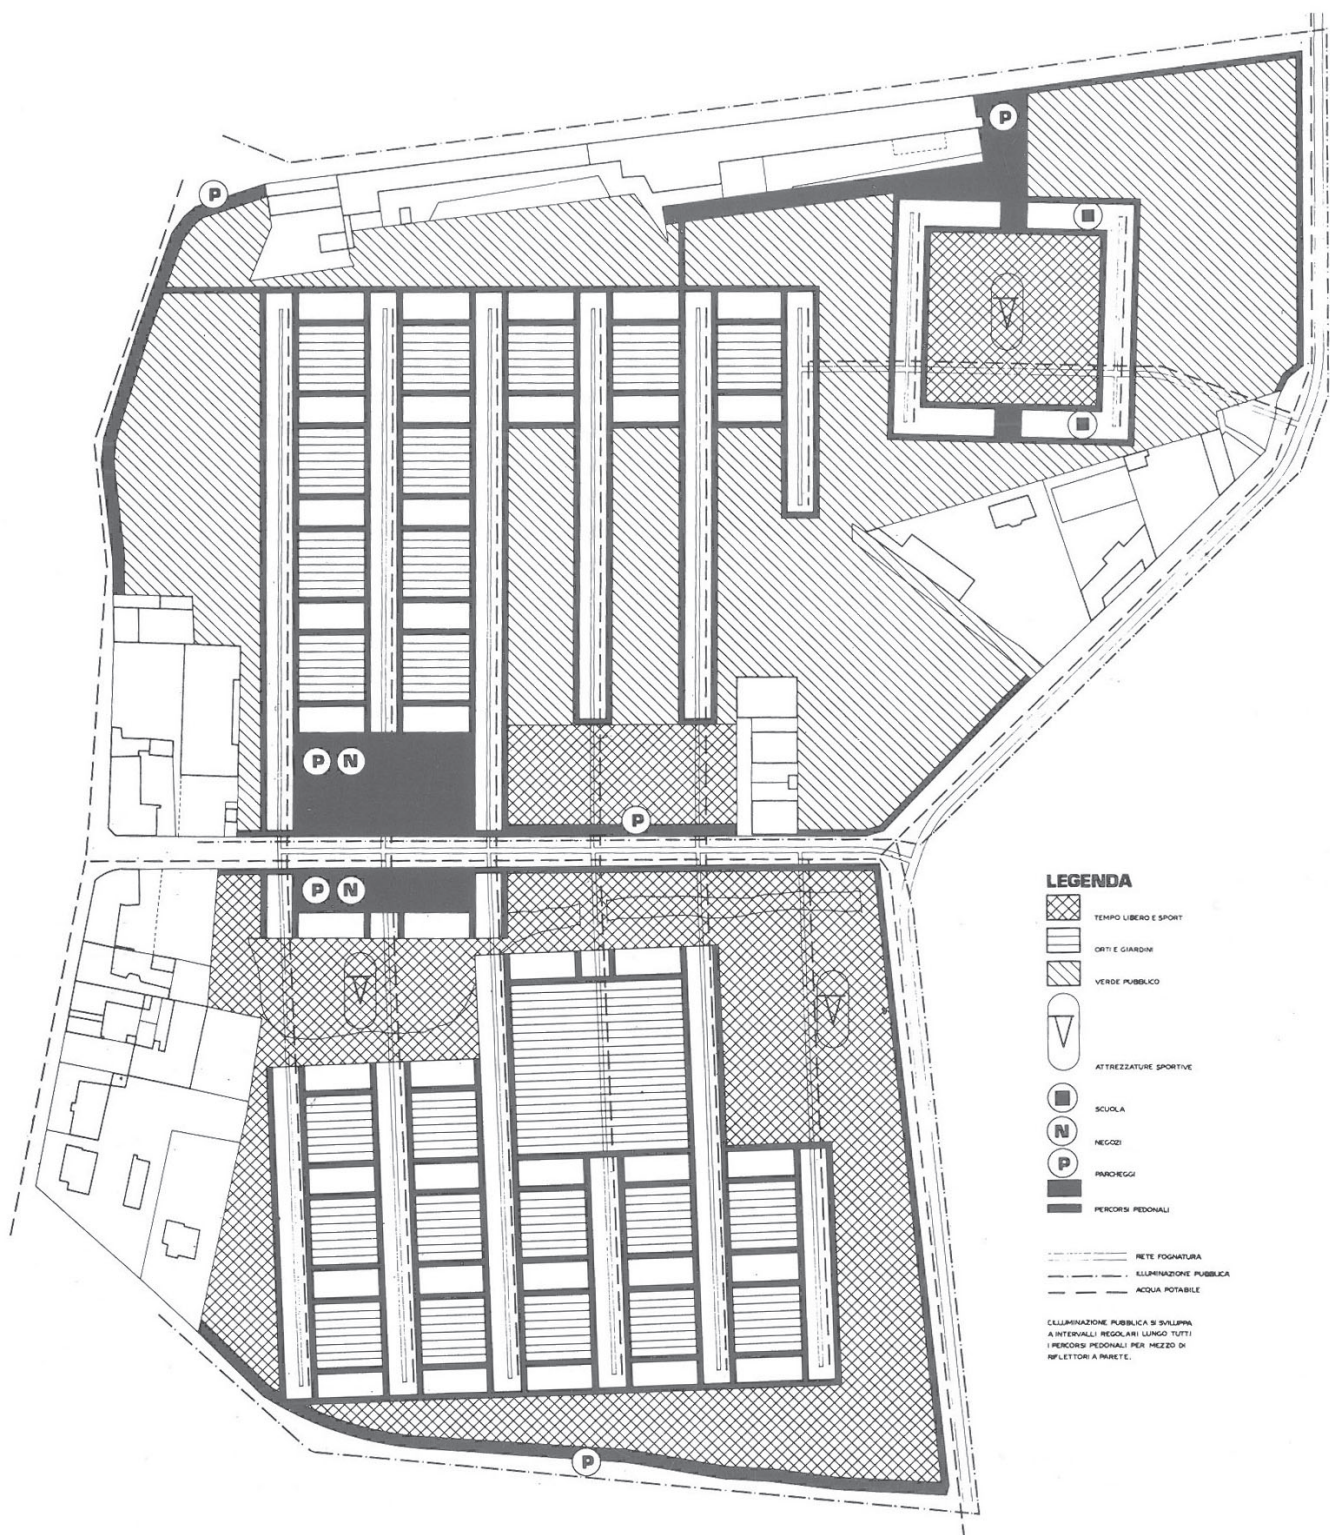 P
P
P N
P
P N
LEGENDA
TEMPO LIBERO E SPORT
ORTI E GIARDINI
VERDE PUBBLICO
ATTREZZATURE SPORTIVE
SCUOLA
N NEGOZI
P PARCHEGGI
PERCORSI PEDONALI
RETE FOGNATURA
ILLUMINAZIONE PUBBLICA
ACQUA POTABILE
L'ILLUMINAZIONE PUBBLICA SI SVILUPPA
A INTERVALLI REGOLARI LUNGO TUTTI
I PERCORSI PEDONALI PER MEZZO DI
RIFLETTORI A PARETE.
P